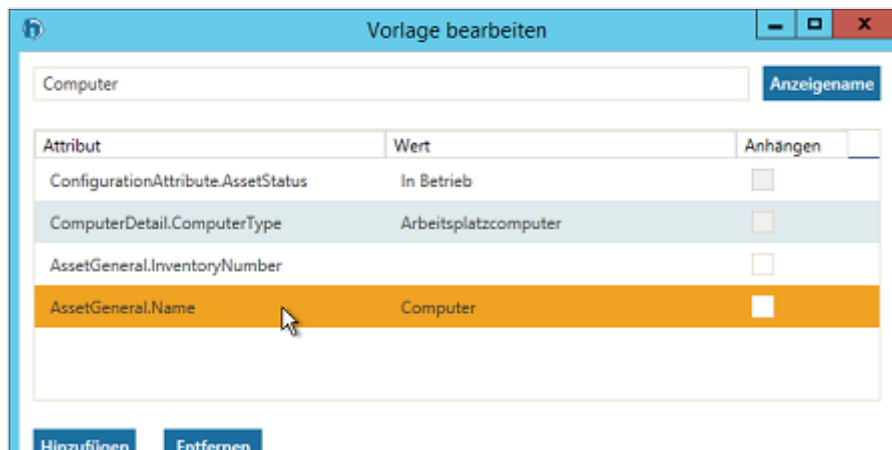 Vorlage bearbeiten
Computer Anzeigename
Attribut Wert Anhängen
ConfigurationAttribute.AssetStatus In Betrieb
ComputerDetail.ComputerType Arbeitsplatzcomputer
AssetGeneral.InventoryNumber
AssetGeneral.Name Computer
Hinzufügen Entfernen